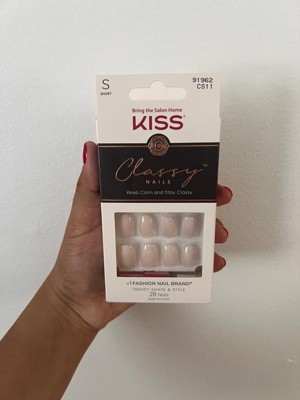 S
SHORT
91962
CS11
Bring the Salon Home
KISS
Classy™
NAILS
Keep Calm and Stay Classy
#1 FASHION NAIL BRAND*
TRENDY SHAPE & STYLE
28 Nails